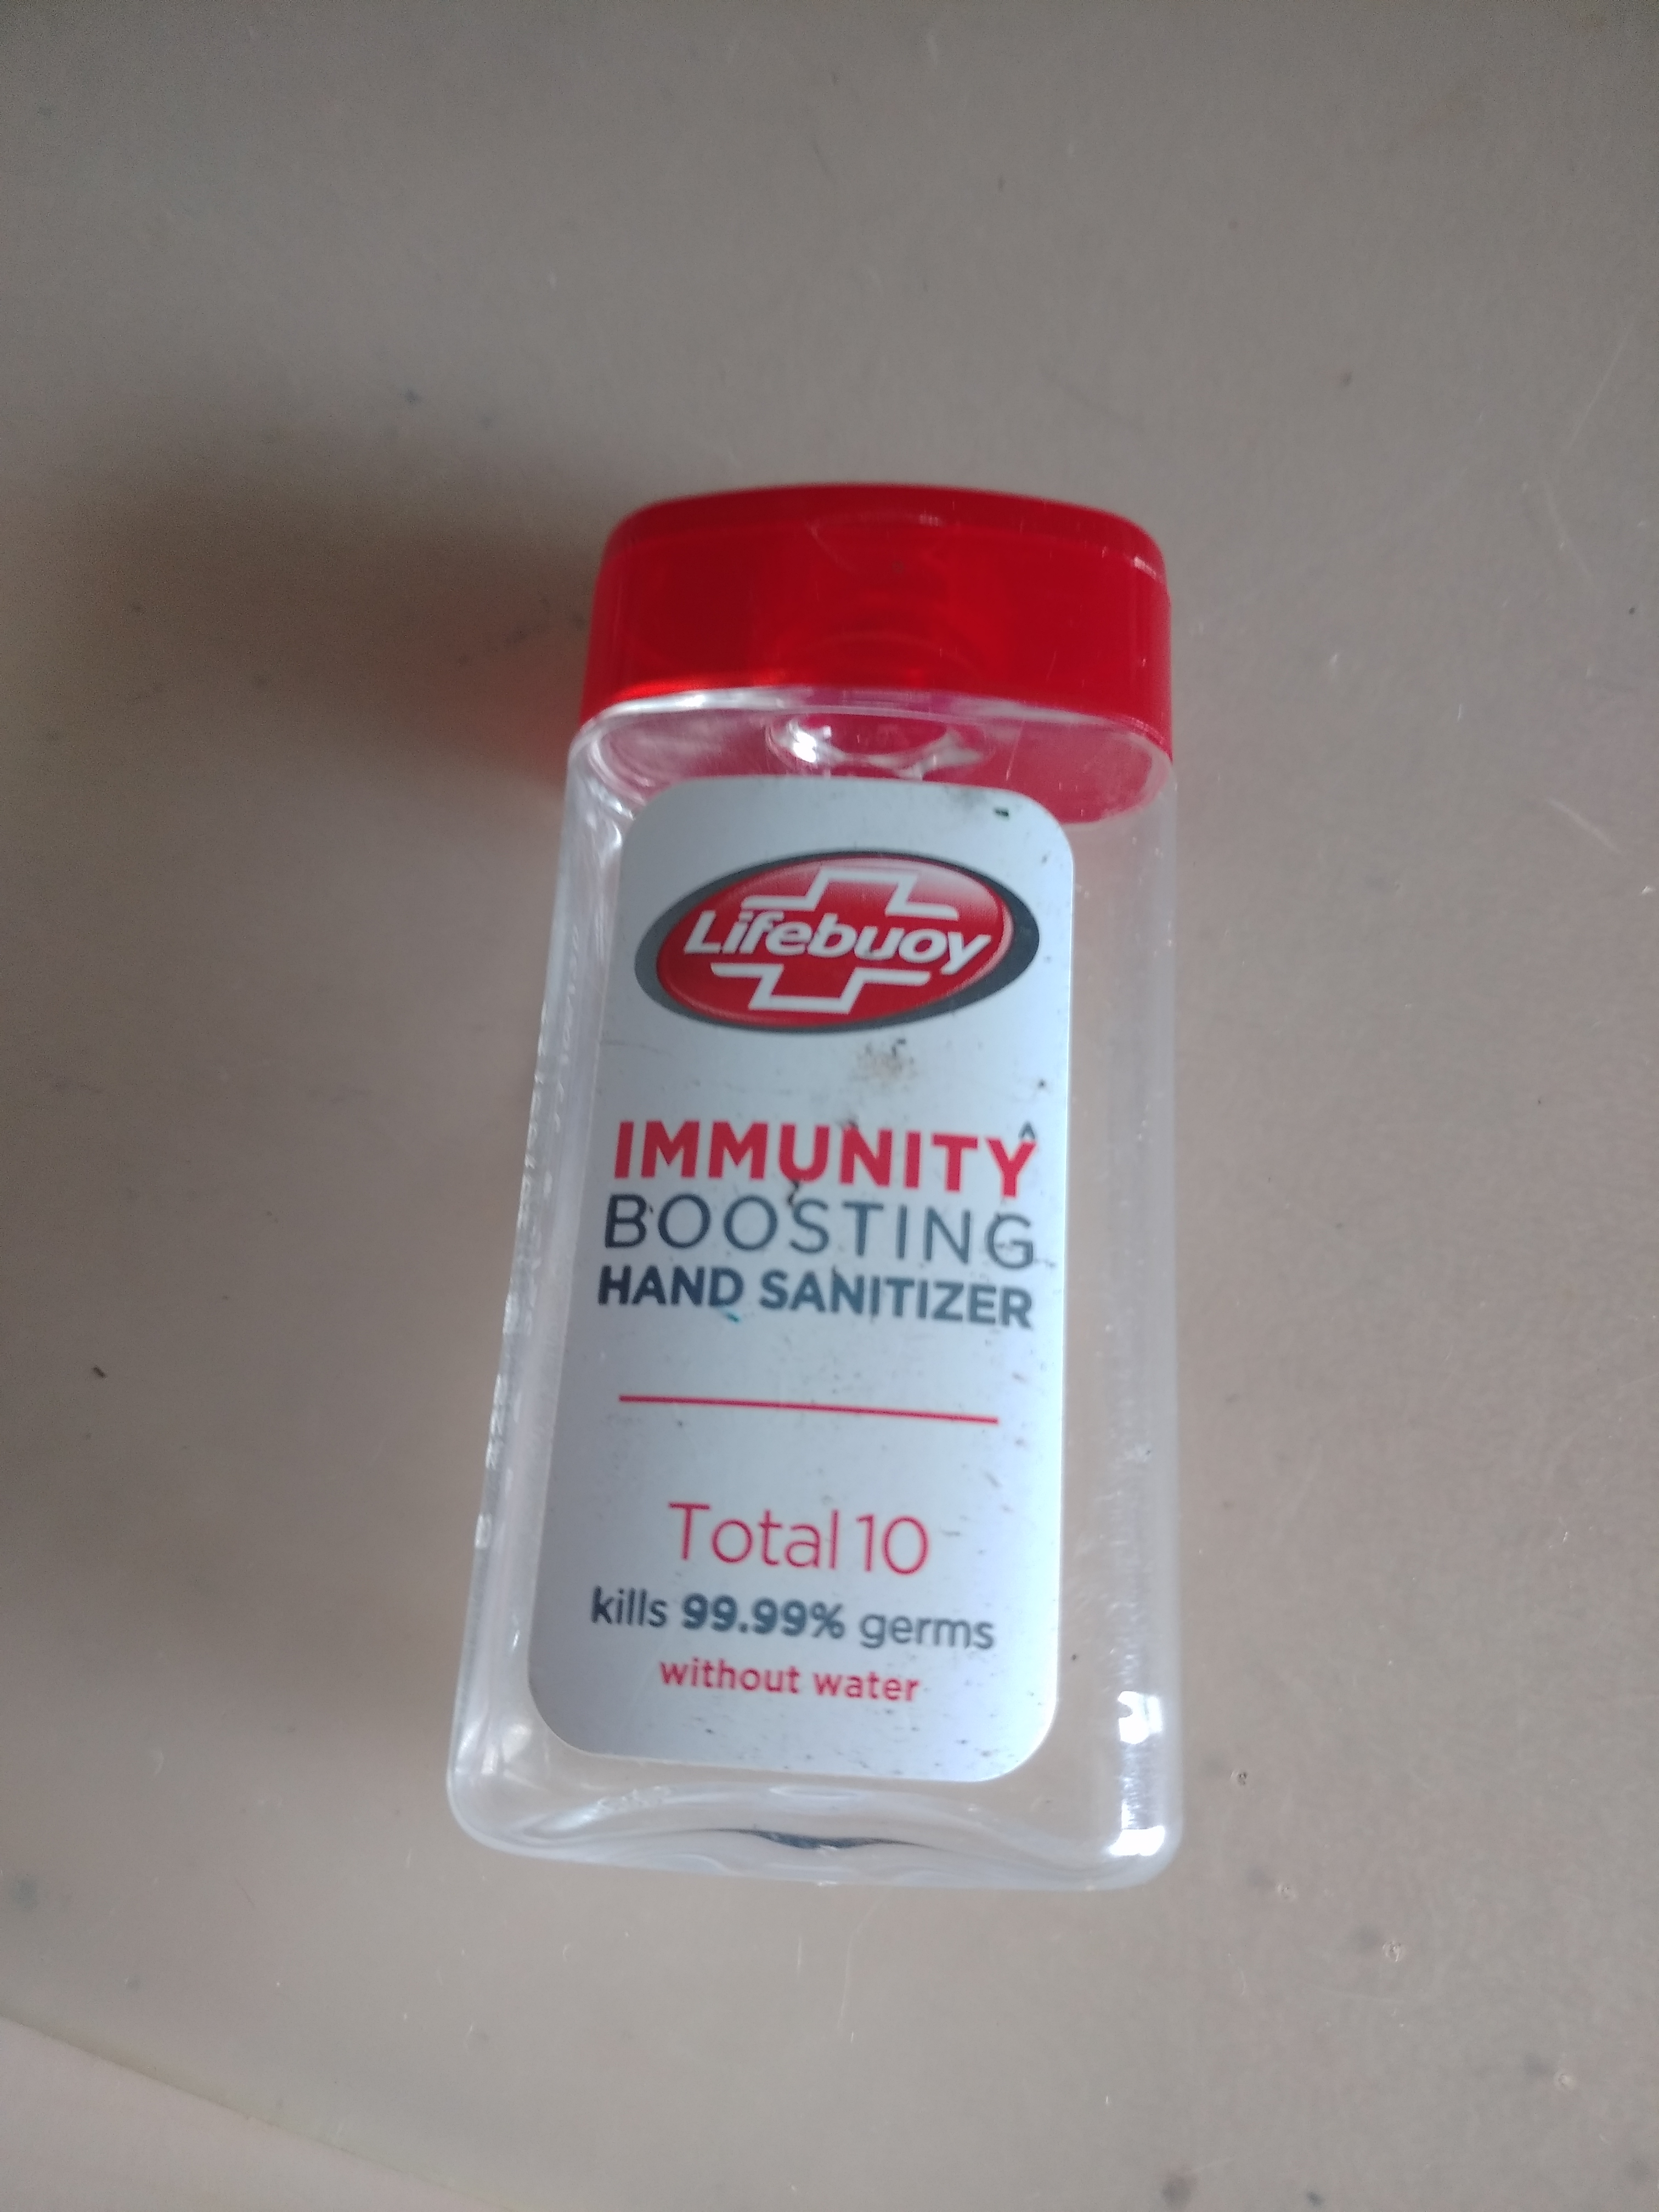 Lifebuoy
IMMUNITY^
BOOSTING
HAND SANITIZER
Total 10
kills 99.99% germs
without water